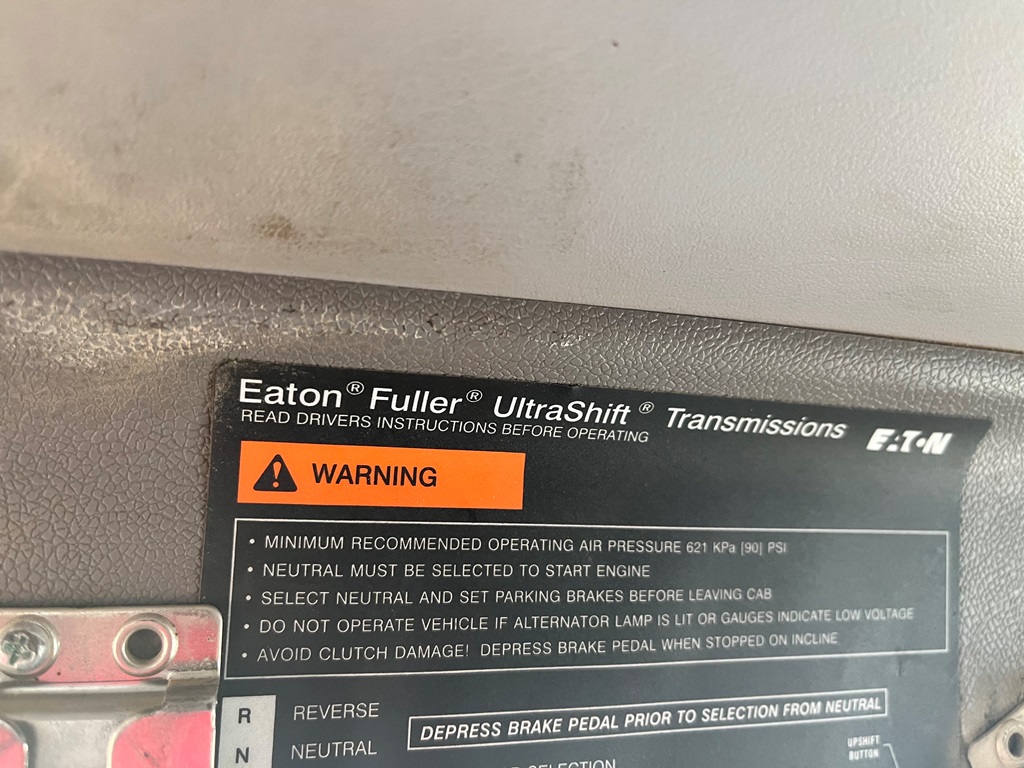 Eaton® Fuller® UltraShift® Transmissions EATON
READ DRIVERS INSTRUCTIONS BEFORE OPERATING
WARNING
• MINIMUM RECOMMENDED OPERATING AIR PRESSURE 621 KPa [90] PSI
• NEUTRAL MUST BE SELECTED TO START ENGINE
• SELECT NEUTRAL AND SET PARKING BRAKES BEFORE LEAVING CAB
• DO NOT OPERATE VEHICLE IF ALTERNATOR LAMP IS LIT OR GAUGES INDICATE LOW VOLTAGE
• AVOID CLUTCH DAMAGE! DEPRESS BRAKE PEDAL WHEN STOPPED ON INCLINE
R REVERSE
DEPRESS BRAKE PEDAL PRIOR TO SELECTION FROM NEUTRAL
N NEUTRAL
UPSHIFT
BUTTON
SELECTION